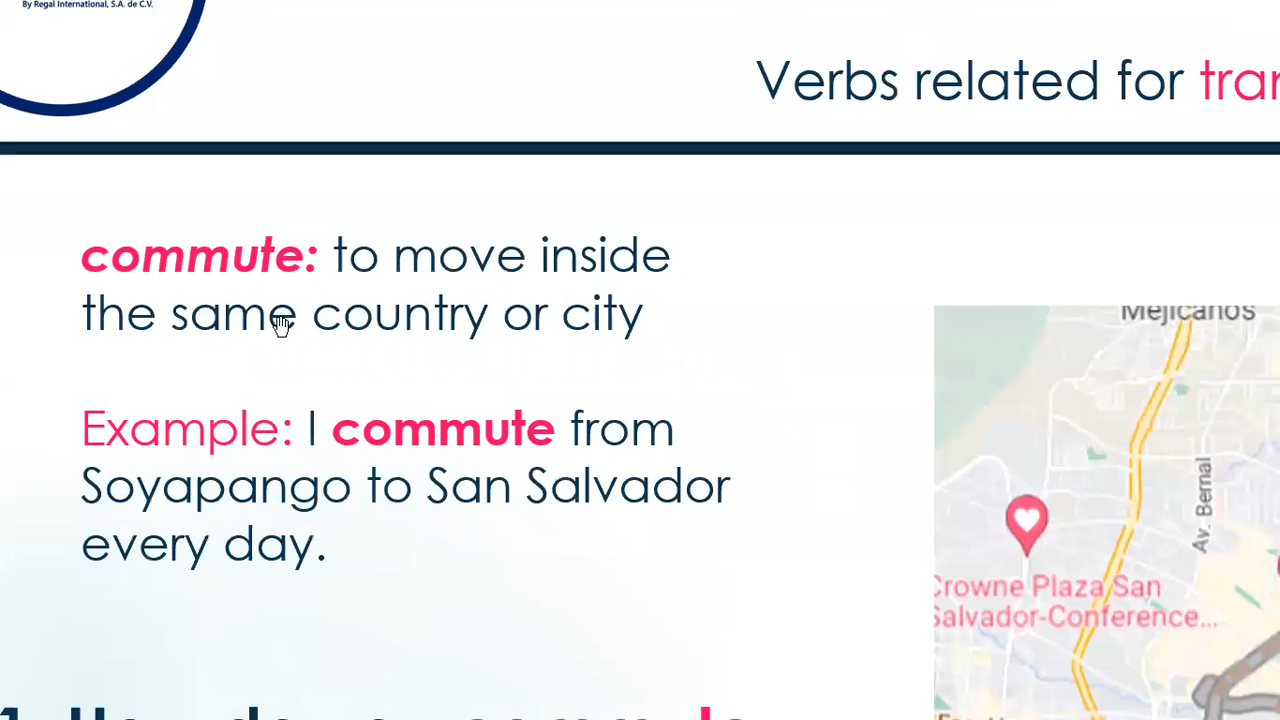 By Regal International, S.A. de C.V.
Verbs related for
commute: to move inside
the same country or city
Mejicanos
Example: I commute from
Soyapango to San Salvador
every day.
Av. Bernal
Crowne Plaza San
Salvador-Conference...